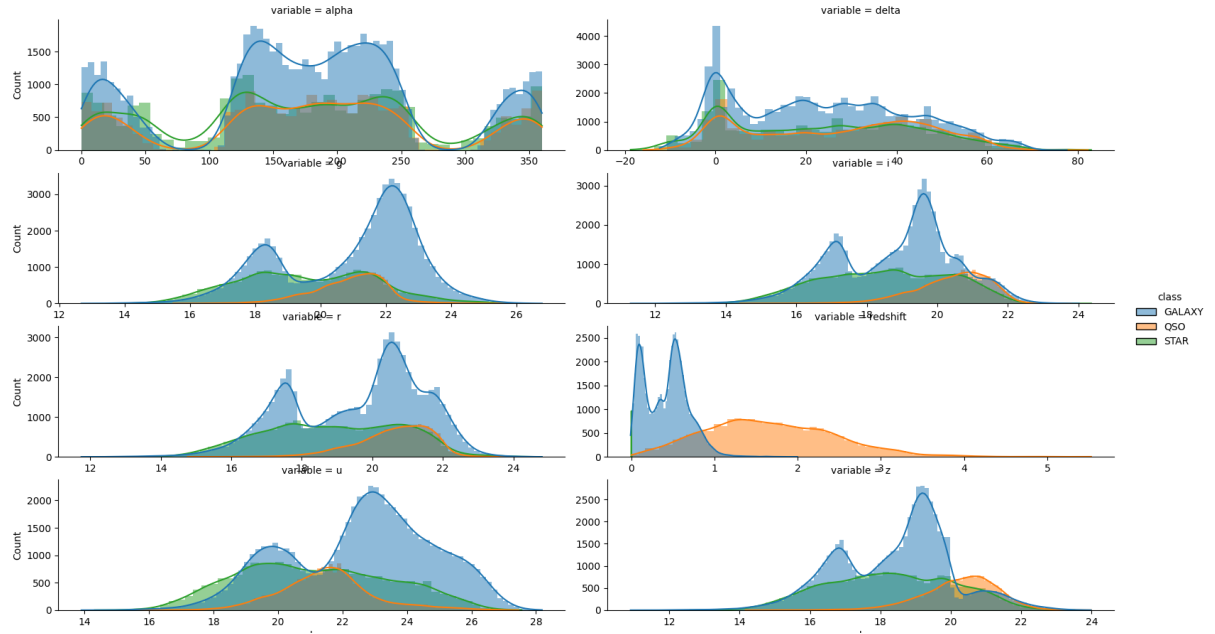 variable = alpha
1500
1000
500
0
Count
0 50 100 150 200 250 300 350
variable = delta
4000
3000
2000
1000
0
−20 0 20 40 60 80
variable = g
3000
2000
1000
0
Count
12 14 16 18 20 22 24 26
variable = i
3000
2500
2000
1500
1000
500
0
12 14 16 18 20 22 24
class
GALAXY
QSO
STAR
variable = r
3000
2000
1000
0
Count
12 14 16 18 20 22 24
variable = redshift
2500
2000
1500
1000
500
0
0 1 2 3 4 5
variable = u
2000
1500
1000
500
0
Count
14 16 18 20 22 24 26 28
variable = z
2500
2000
1500
1000
500
0
12 14 16 18 20 22 24